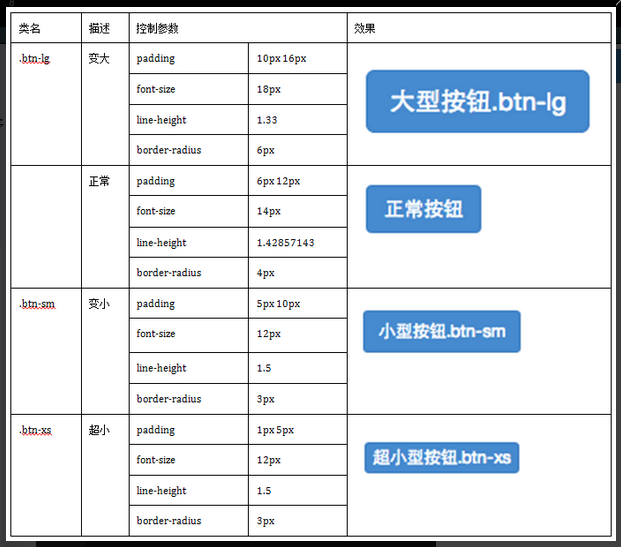 类名 描述 控制参数 效果
.btn-lg 变大 padding 10px 16px
font-size 18px
大型按钮.btn-lg
line-height 1.33
border-radius 6px
正常 padding 6px 12px
font-size 14px
正常按钮
line-height 1.42857143
border-radius 4px
.btn-sm 变小 padding 5px 10px
font-size 12px
小型按钮.btn-sm
line-height 1.5
border-radius 3px
.btn-xs 超小 padding 1px 5px
font-size 12px
超小型按钮.btn-xs
line-height 1.5
border-radius 3px